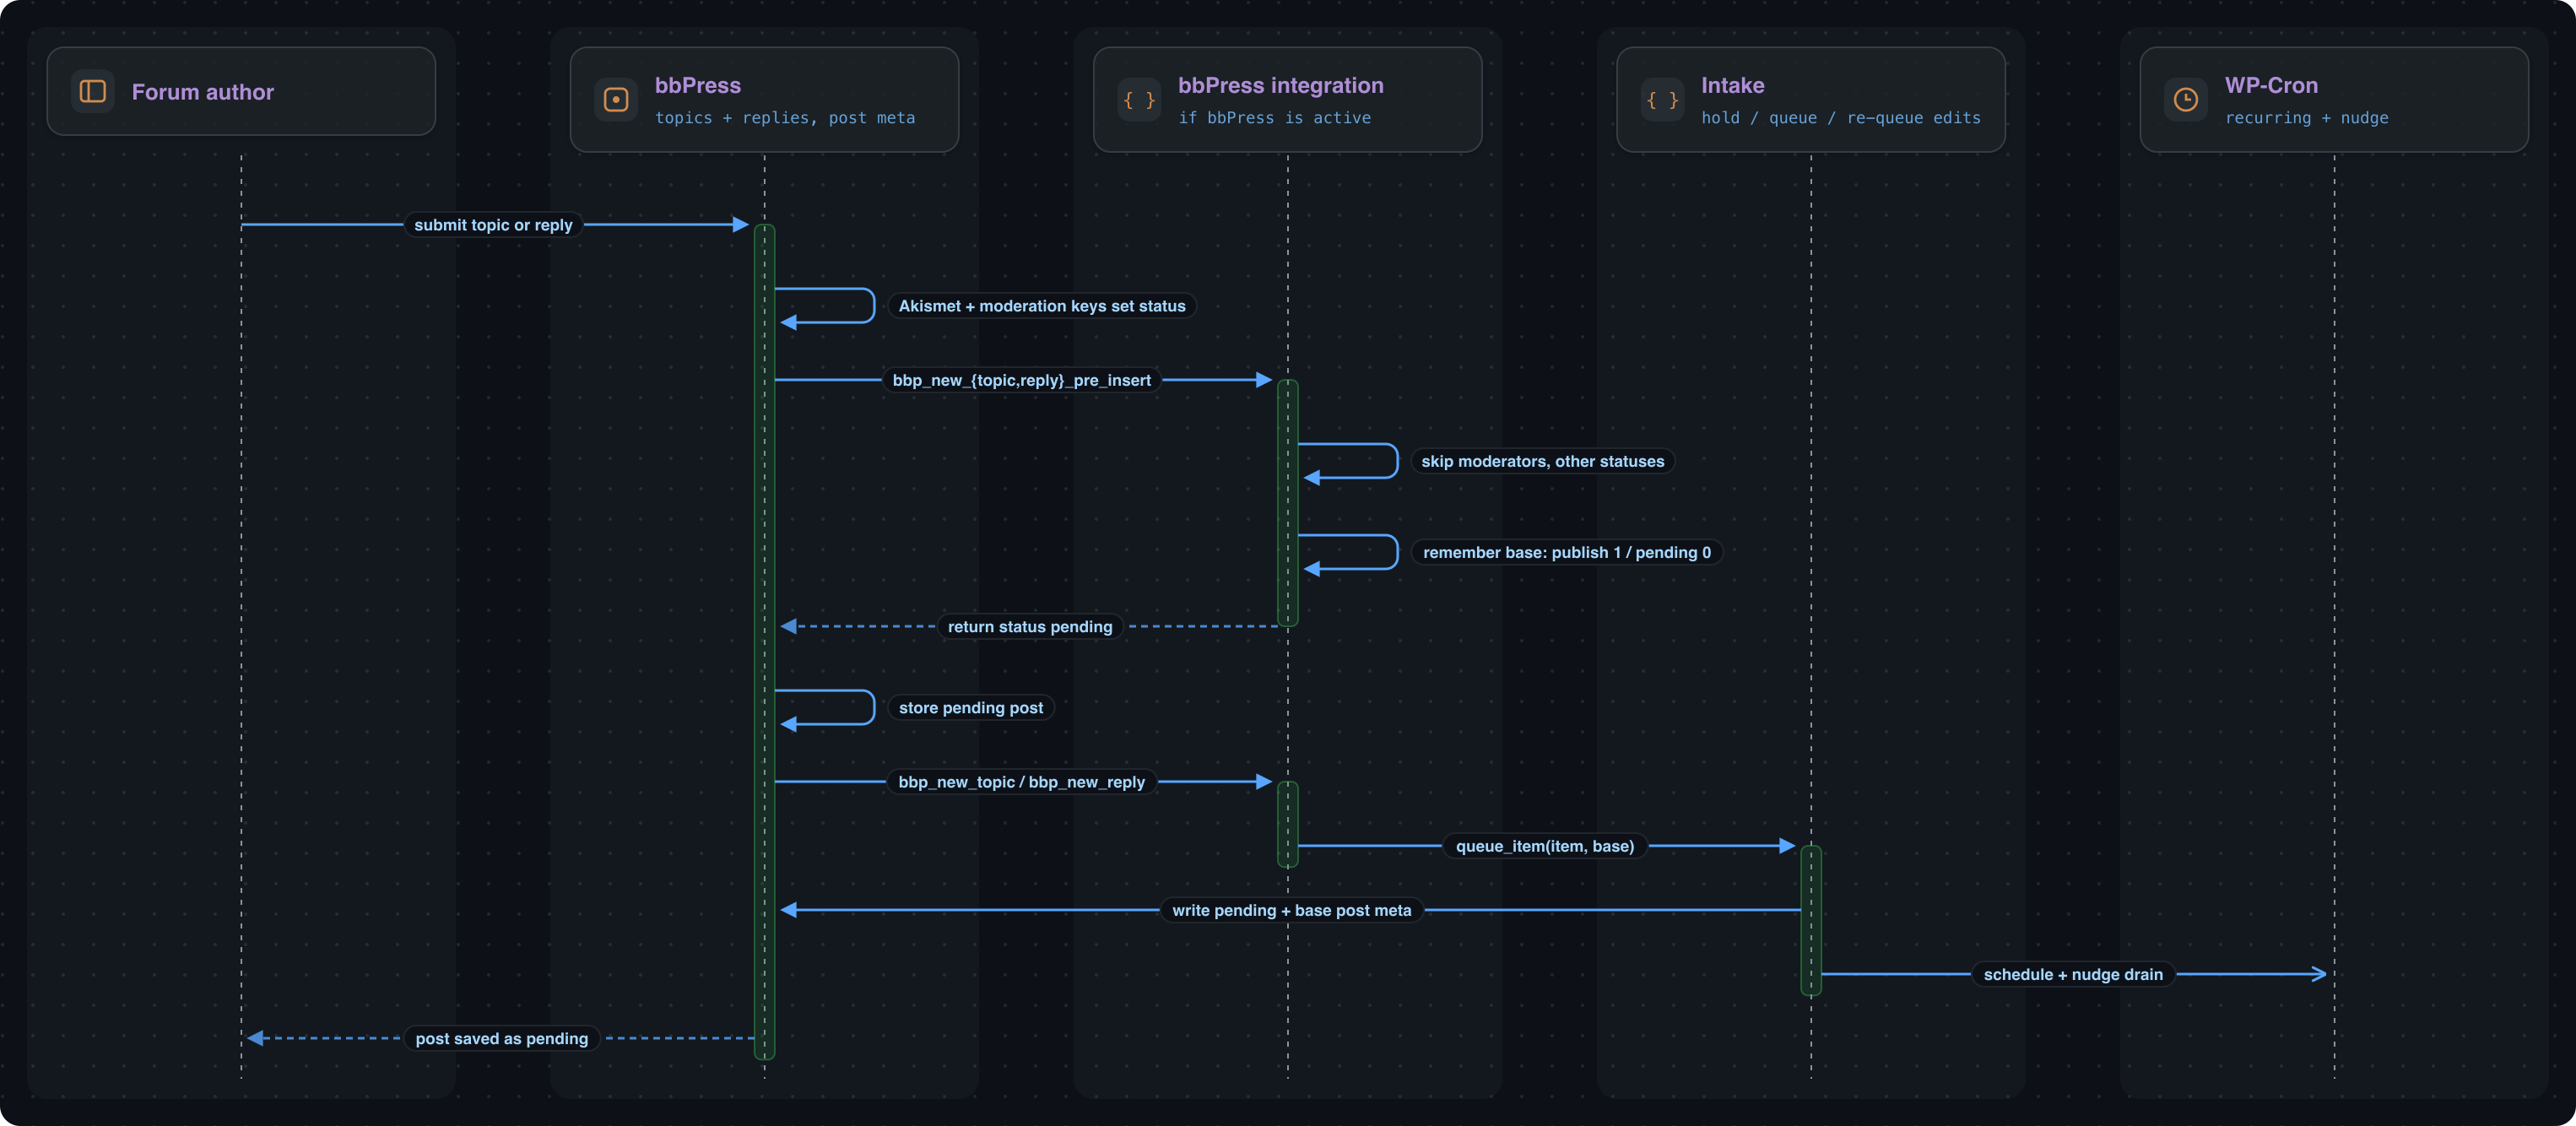 Forum author
bbPress
topics + replies, post meta
{ }
bbPress integration
if bbPress is active
{ }
Intake
hold / queue / re-queue edits
WP-Cron
recurring + nudge
submit topic or reply
Akismet + moderation keys set status
bbp_new_{topic,reply}_pre_insert
skip moderators, other statuses
remember base: publish 1 / pending 0
return status pending
store pending post
bbp_new_topic / bbp_new_reply
queue_item(item, base)
write pending + base post meta
schedule + nudge drain
post saved as pending